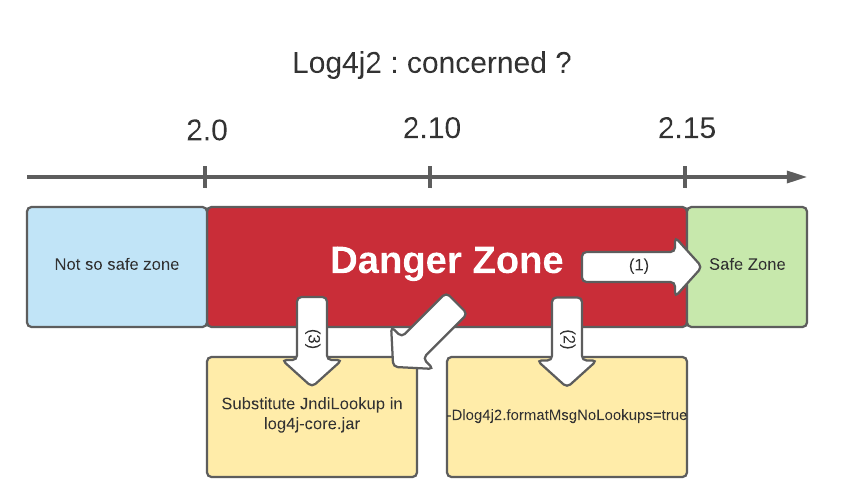 Log4j2 : concerned ?
2.0
2.10
2.15
Not so safe zone
Danger Zone
(1)
Safe Zone
(3)
(2)
Substitute JndiLookup in
log4j-core.jar
-Dlog4j2.formatMsgNoLookups=true